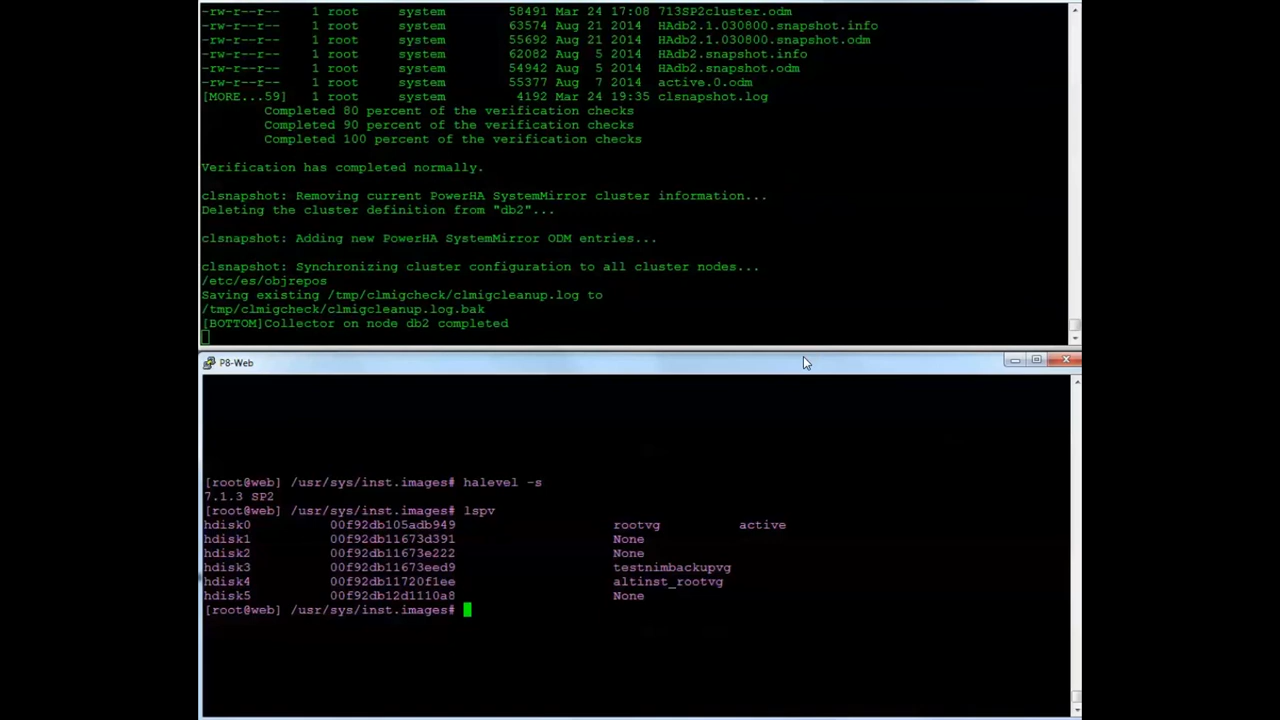 -rw-r--r-- 1 root system 58491 Mar 24 17:08 713SP2cluster.odm
-rw-r--r-- 1 root system 63574 Aug 21 2014 HAdb2.1.030800.snapshot.info
-rw-r--r-- 1 root system 55692 Aug 21 2014 HAdb2.1.030800.snapshot.odm
-rw-r--r-- 1 root system 62082 Aug 5 2014 HAdb2.snapshot.info
-rw-r--r-- 1 root system 54942 Aug 5 2014 HAdb2.snapshot.odm
-rw-r--r-- 1 root system 55377 Aug 7 2014 active.0.odm
[MORE...59] 1 root system 4192 Mar 24 19:35 clsnapshot.log
Completed 80 percent of the verification checks
Completed 90 percent of the verification checks
Completed 100 percent of the verification checks
Verification has completed normally.
clsnapshot: Removing current PowerHA SystemMirror cluster information...
Deleting the cluster definition from "db2"...
clsnapshot: Adding new PowerHA SystemMirror ODM entries...
clsnapshot: Synchronizing cluster configuration to all cluster nodes...
/etc/es/objrepos
Saving existing /tmp/clmigcheck/clmigcleanup.log to
/tmp/clmigcheck/clmigcleanup.log.bak
[BOTTOM]Collector on node db2 completed
P8-Web
[root@web] /usr/sys/inst.images# halevel -s
7.1.3 SP2
[root@web] /usr/sys/inst.images# lspv
hdisk0 00f92db105adb949 rootvg active
hdisk1 00f92db11673d391 None
hdisk2 00f92db11673e222 None
hdisk3 00f92db11673eed9 testnimbackupvg
hdisk4 00f92db11720f1ee altinst_rootvg
hdisk5 00f92db12d1110a8 None
[root@web] /usr/sys/inst.images#